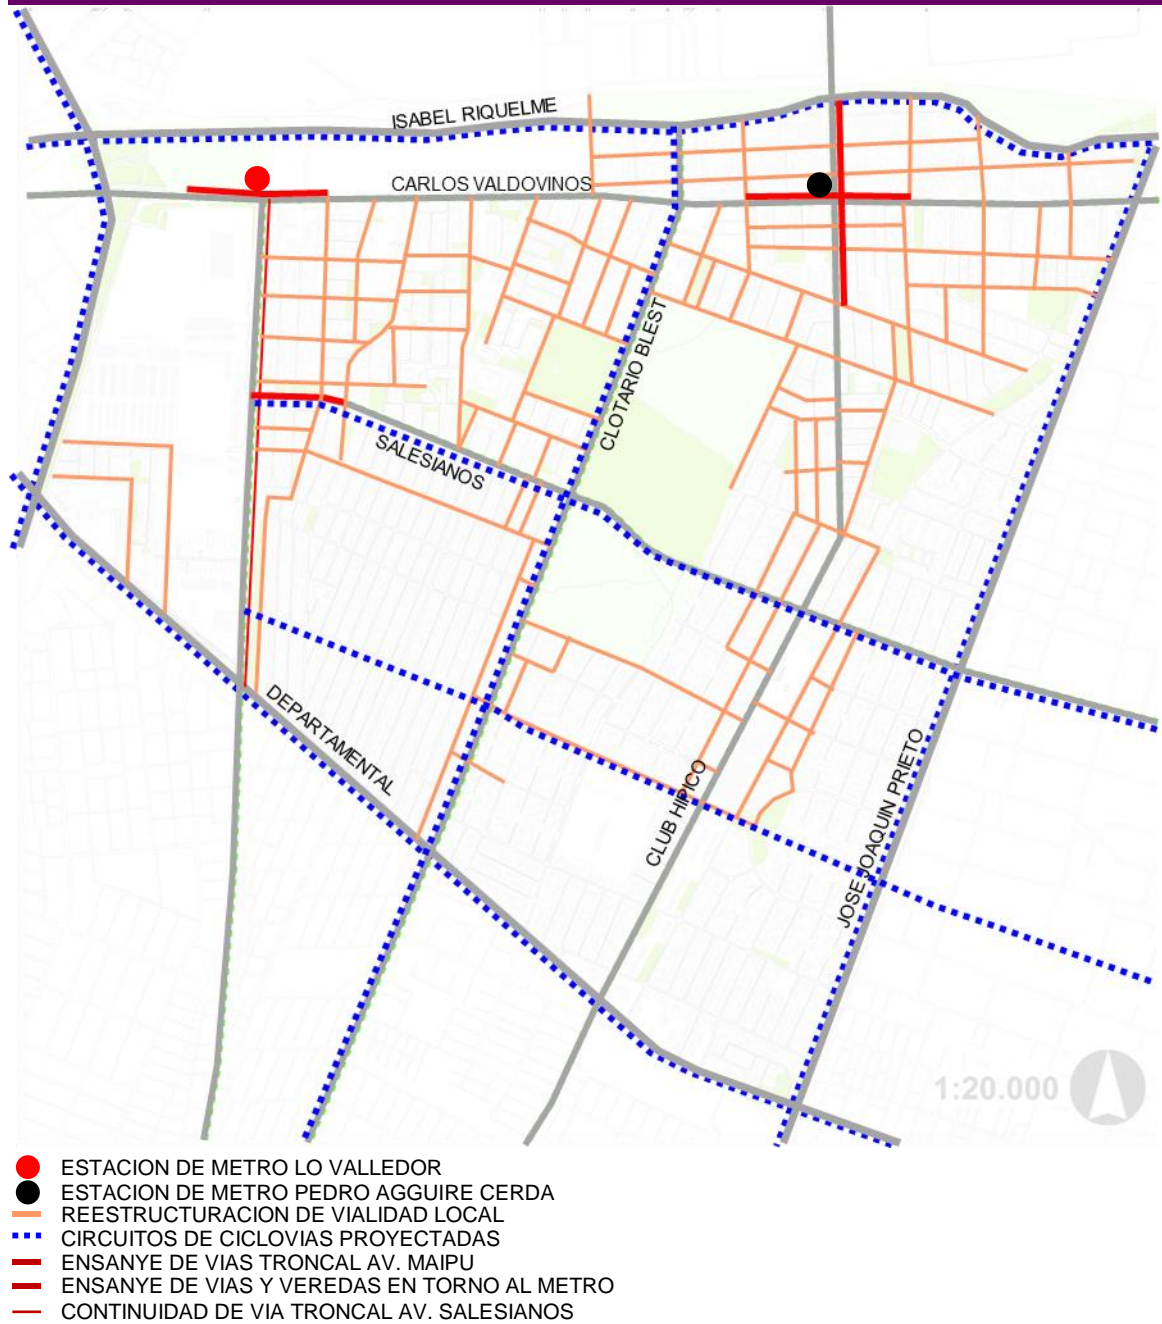 ISABEL RIQUELME
CARLOS VALDOVINOS
CLOTARIO BLEST
SALESIANOS
DEPARTAMENTAL
CLUB HIPICO
JOSE JOAQUIN PRIETO
1:20.000
ESTACION DE METRO LO VALLEDOR
ESTACION DE METRO PEDRO AGGUIRE CERDA
REESTRUCTURACION DE VIALIDAD LOCAL
CIRCUITOS DE CICLOVIAS PROYECTADAS
ENSANYE DE VIAS TRONCAL AV. MAIPU
ENSANYE DE VIAS Y VEREDAS EN TORNO AL METRO
CONTINUIDAD DE VIA TRONCAL AV. SALESIANOS